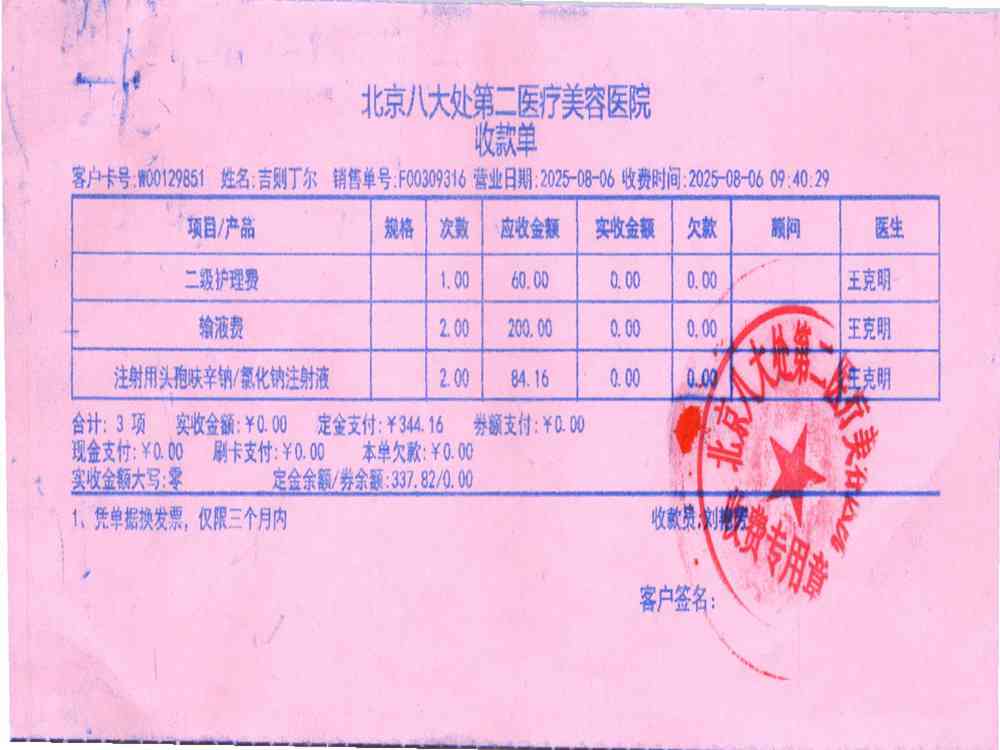 北京八大处第二医疗美容医院
收款单
客户卡号:W00129851 姓名:吉则丁尔 销售单号:F00309316 营业日期:2025-08-06 收费时间:2025-08-06 09:40:29
项目/产品 规格 次数 应收金额 实收金额 欠款 顾问 医生
二级护理费 1.00 60.00 0.00 0.00 王克明
输液费 2.00 200.00 0.00 0.00 王克明
注射用头孢呋辛钠/氯化钠注射液 2.00 84.16 0.00 0.00 王克明
合计: 3 项 实收金额:￥0.00 定金支付:￥344.16 券额支付:￥0.00
现金支付:￥0.00 刷卡支付:￥0.00 本单欠款:￥0.00
实收金额大写:零 定金余额/券余额:337.82/0.00
1、凭单据换发票, 仅限三个月内 收款员:刘
客户签名:
北京八大处第二医疗美容
收费专用章